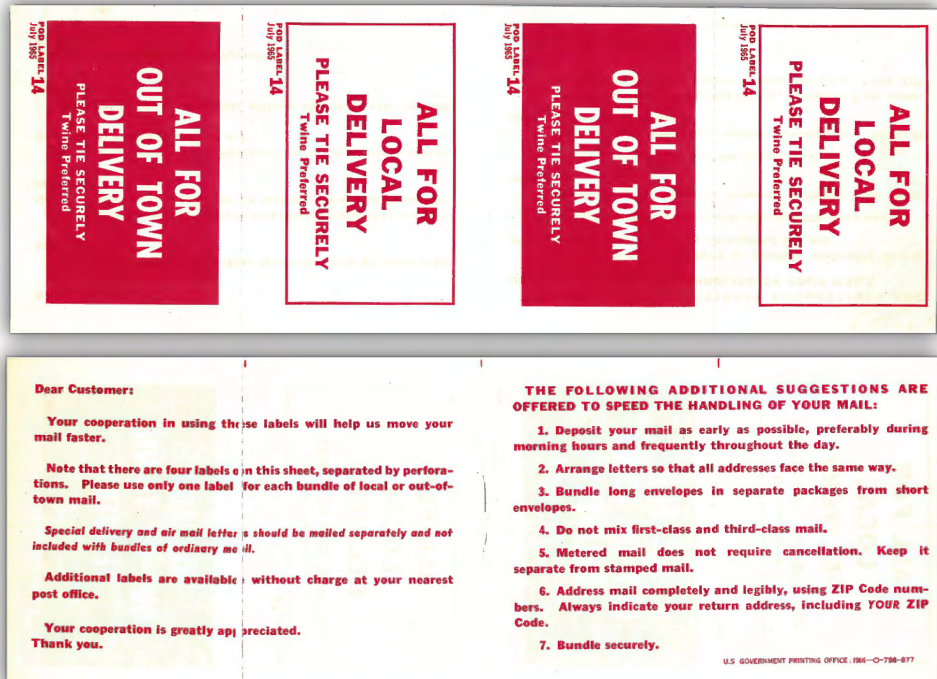 POD LABEL 14
July 1965
ALL FOR
OUT OF TOWN
DELIVERY
PLEASE TIE SECURELY
Twine Preferred
POD LABEL 14
July 1965
ALL FOR
LOCAL
DELIVERY
PLEASE TIE SECURELY
Twine Preferred
POD LABEL 14
July 1965
ALL FOR
OUT OF TOWN
DELIVERY
PLEASE TIE SECURELY
Twine Preferred
POD LABEL 14
July 1965
ALL FOR
LOCAL
DELIVERY
PLEASE TIE SECURELY
Twine Preferred
Dear Customer:
Your cooperation in using these labels will help us move your
mail faster.
Note that there are four labels on this sheet, separated by perfora-
tions. Please use only one label for each bundle of local or out-of-
town mail.
Special delivery and air mail letters should be mailed separately and not
included with bundles of ordinary mail.
Additional labels are available without charge at your nearest
post office.
Your cooperation is greatly appreciated.
Thank you.
THE FOLLOWING ADDITIONAL SUGGESTIONS ARE
OFFERED TO SPEED THE HANDLING OF YOUR MAIL:
1. Deposit your mail as early as possible, preferably during
morning hours and frequently throughout the day.
2. Arrange letters so that all addresses face the same way.
3. Bundle long envelopes in separate packages from short
envelopes.
4. Do not mix first-class and third-class mail.
5. Metered mail does not require cancellation. Keep it
separate from stamped mail.
6. Address mail completely and legibly, using ZIP Code num-
bers. Always indicate your return address, including YOUR ZIP
Code.
7. Bundle securely.
U.S GOVERNMENT PRINTING OFFICE : 1966—O-798-077